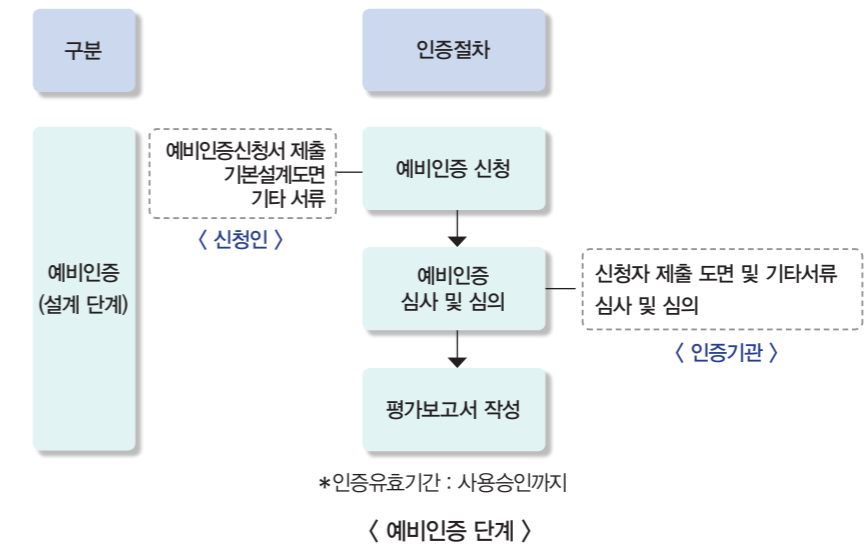 구분
인증절차
예비인증신청서 제출
기본설계도면
기타 서류
〈 신청인 〉
예비인증 신청
예비인증
(설계 단계)
예비인증
심사 및 심의
신청자 제출 도면 및 기타서류
심사 및 심의
〈 인증기관 〉
평가보고서 작성
*인증유효기간 : 사용승인까지
〈 예비인증 단계 〉